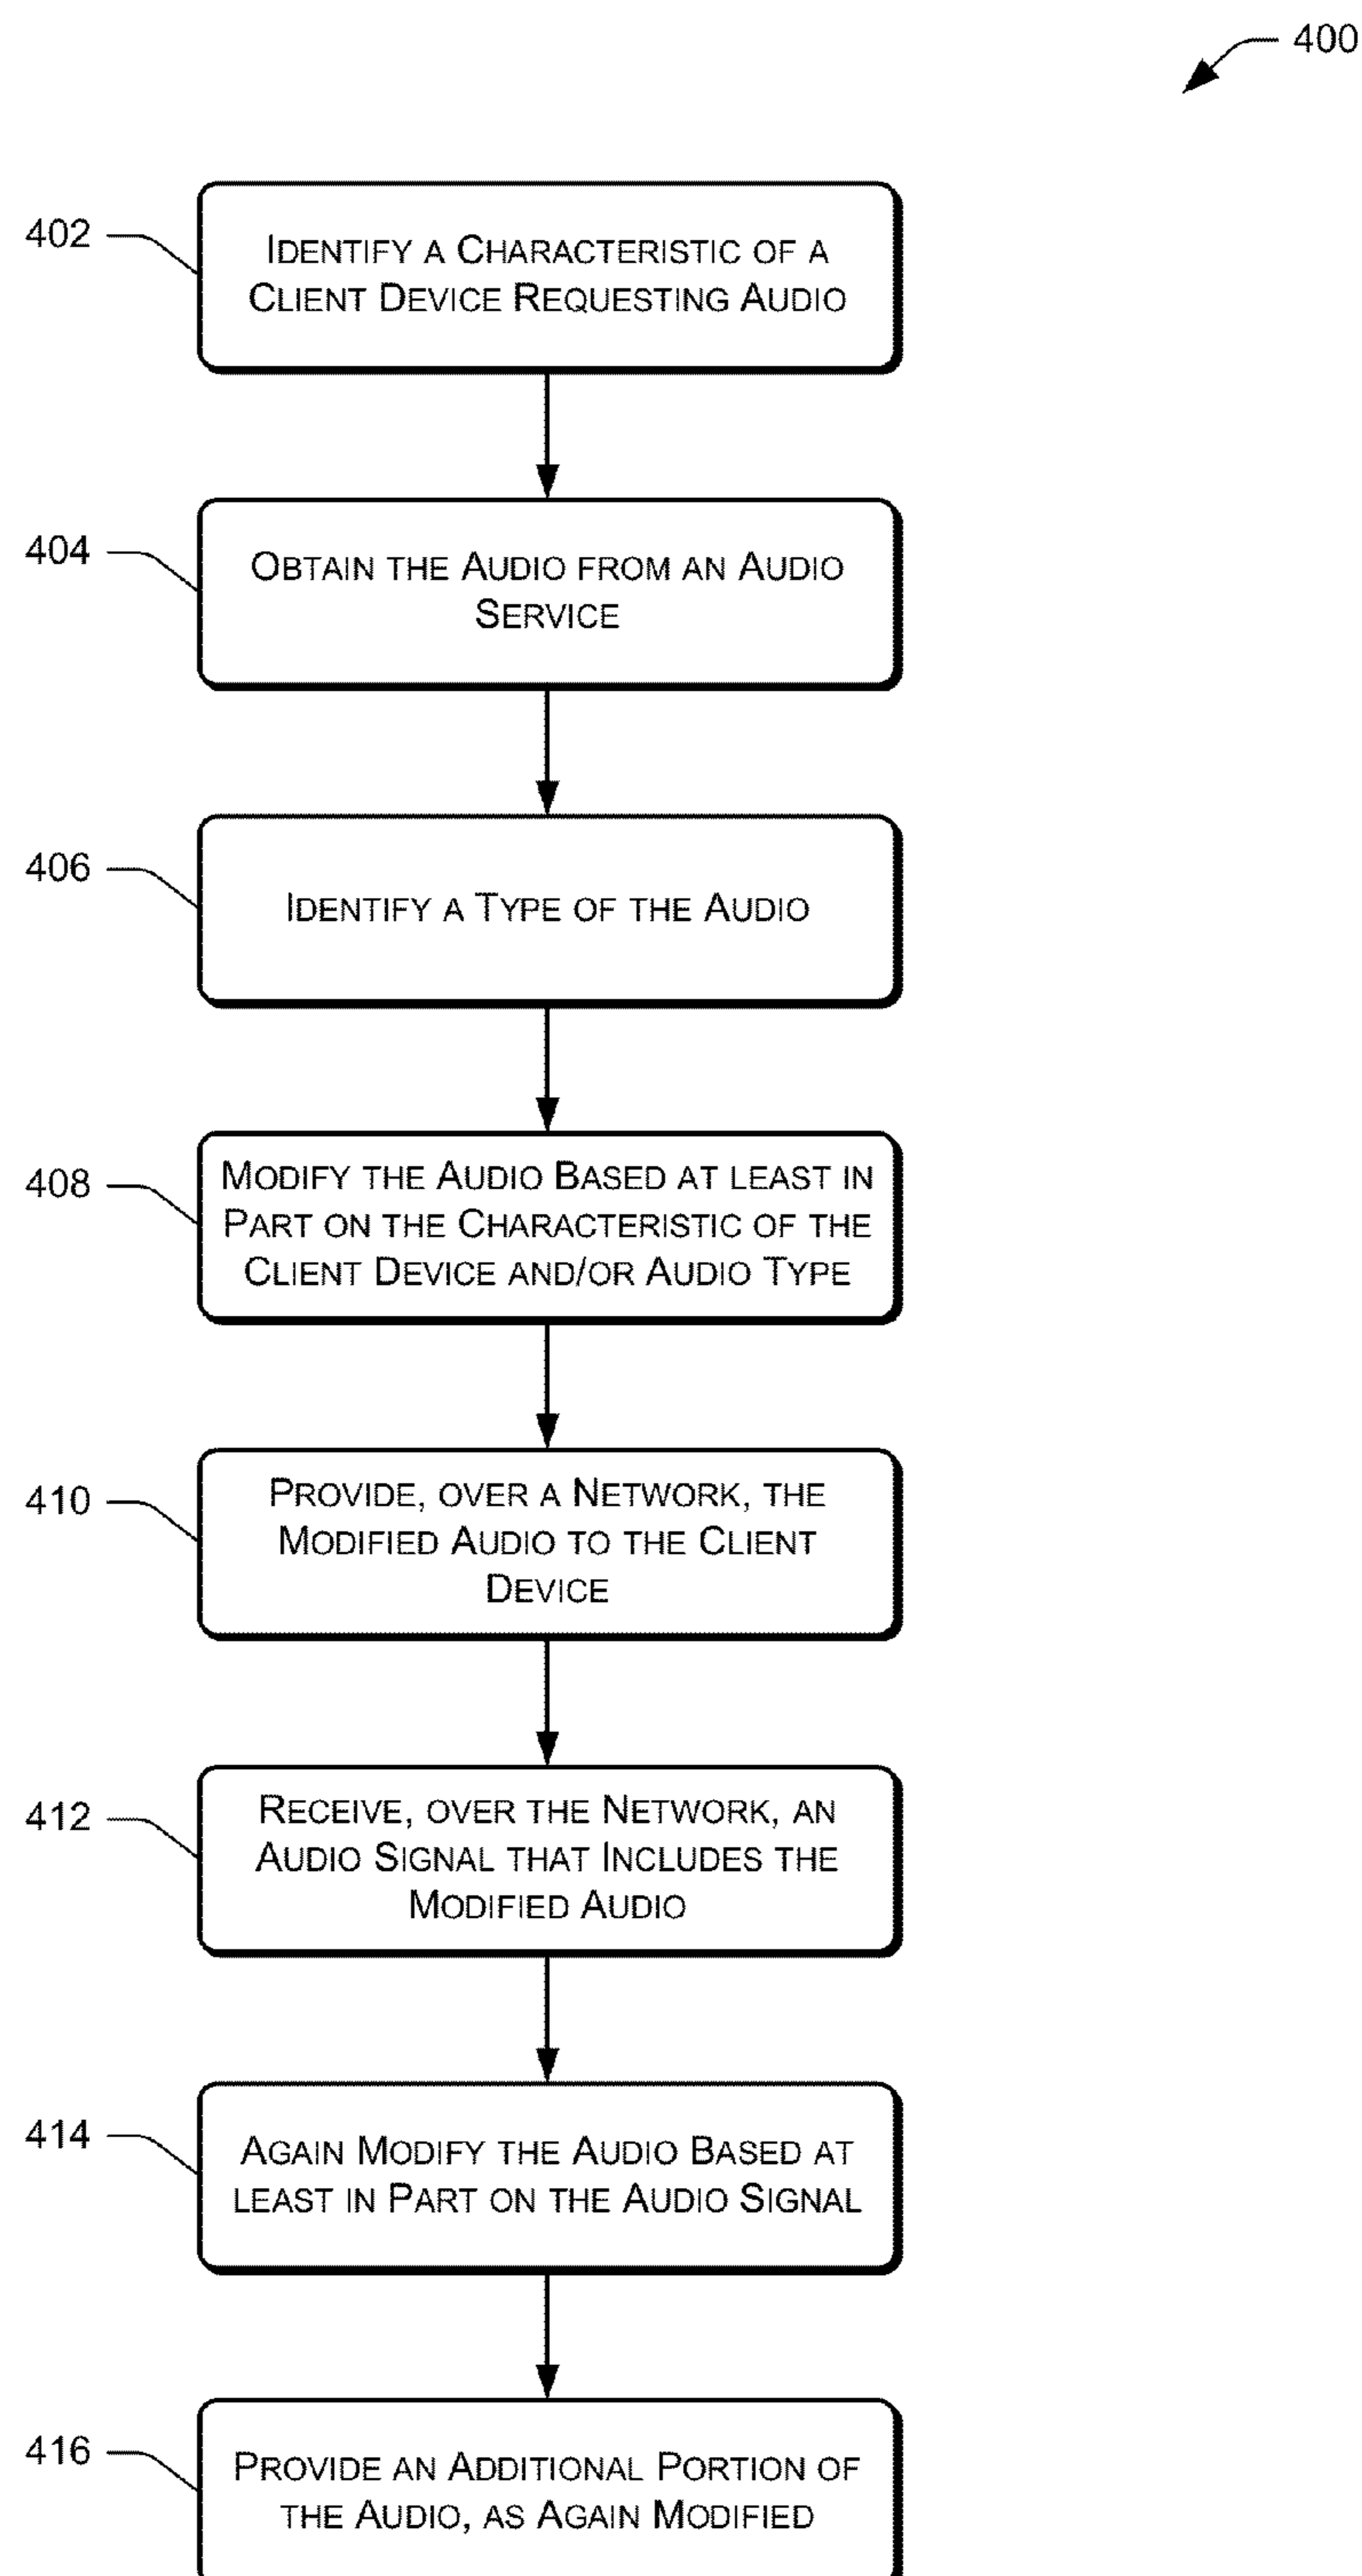 400
402
Identify a Characteristic of a
Client Device Requesting Audio
404
Obtain the Audio from an Audio
Service
406
Identify a Type of the Audio
408
Modify the Audio Based at least in
Part on the Characteristic of the
Client Device and/or Audio Type
410
Provide, over a Network, the
Modified Audio to the Client
Device
412
Receive, over the Network, an
Audio Signal that Includes the
Modified Audio
414
Again Modify the Audio Based at
least in Part on the Audio Signal
416
Provide an Additional Portion of
the Audio, as Again Modified